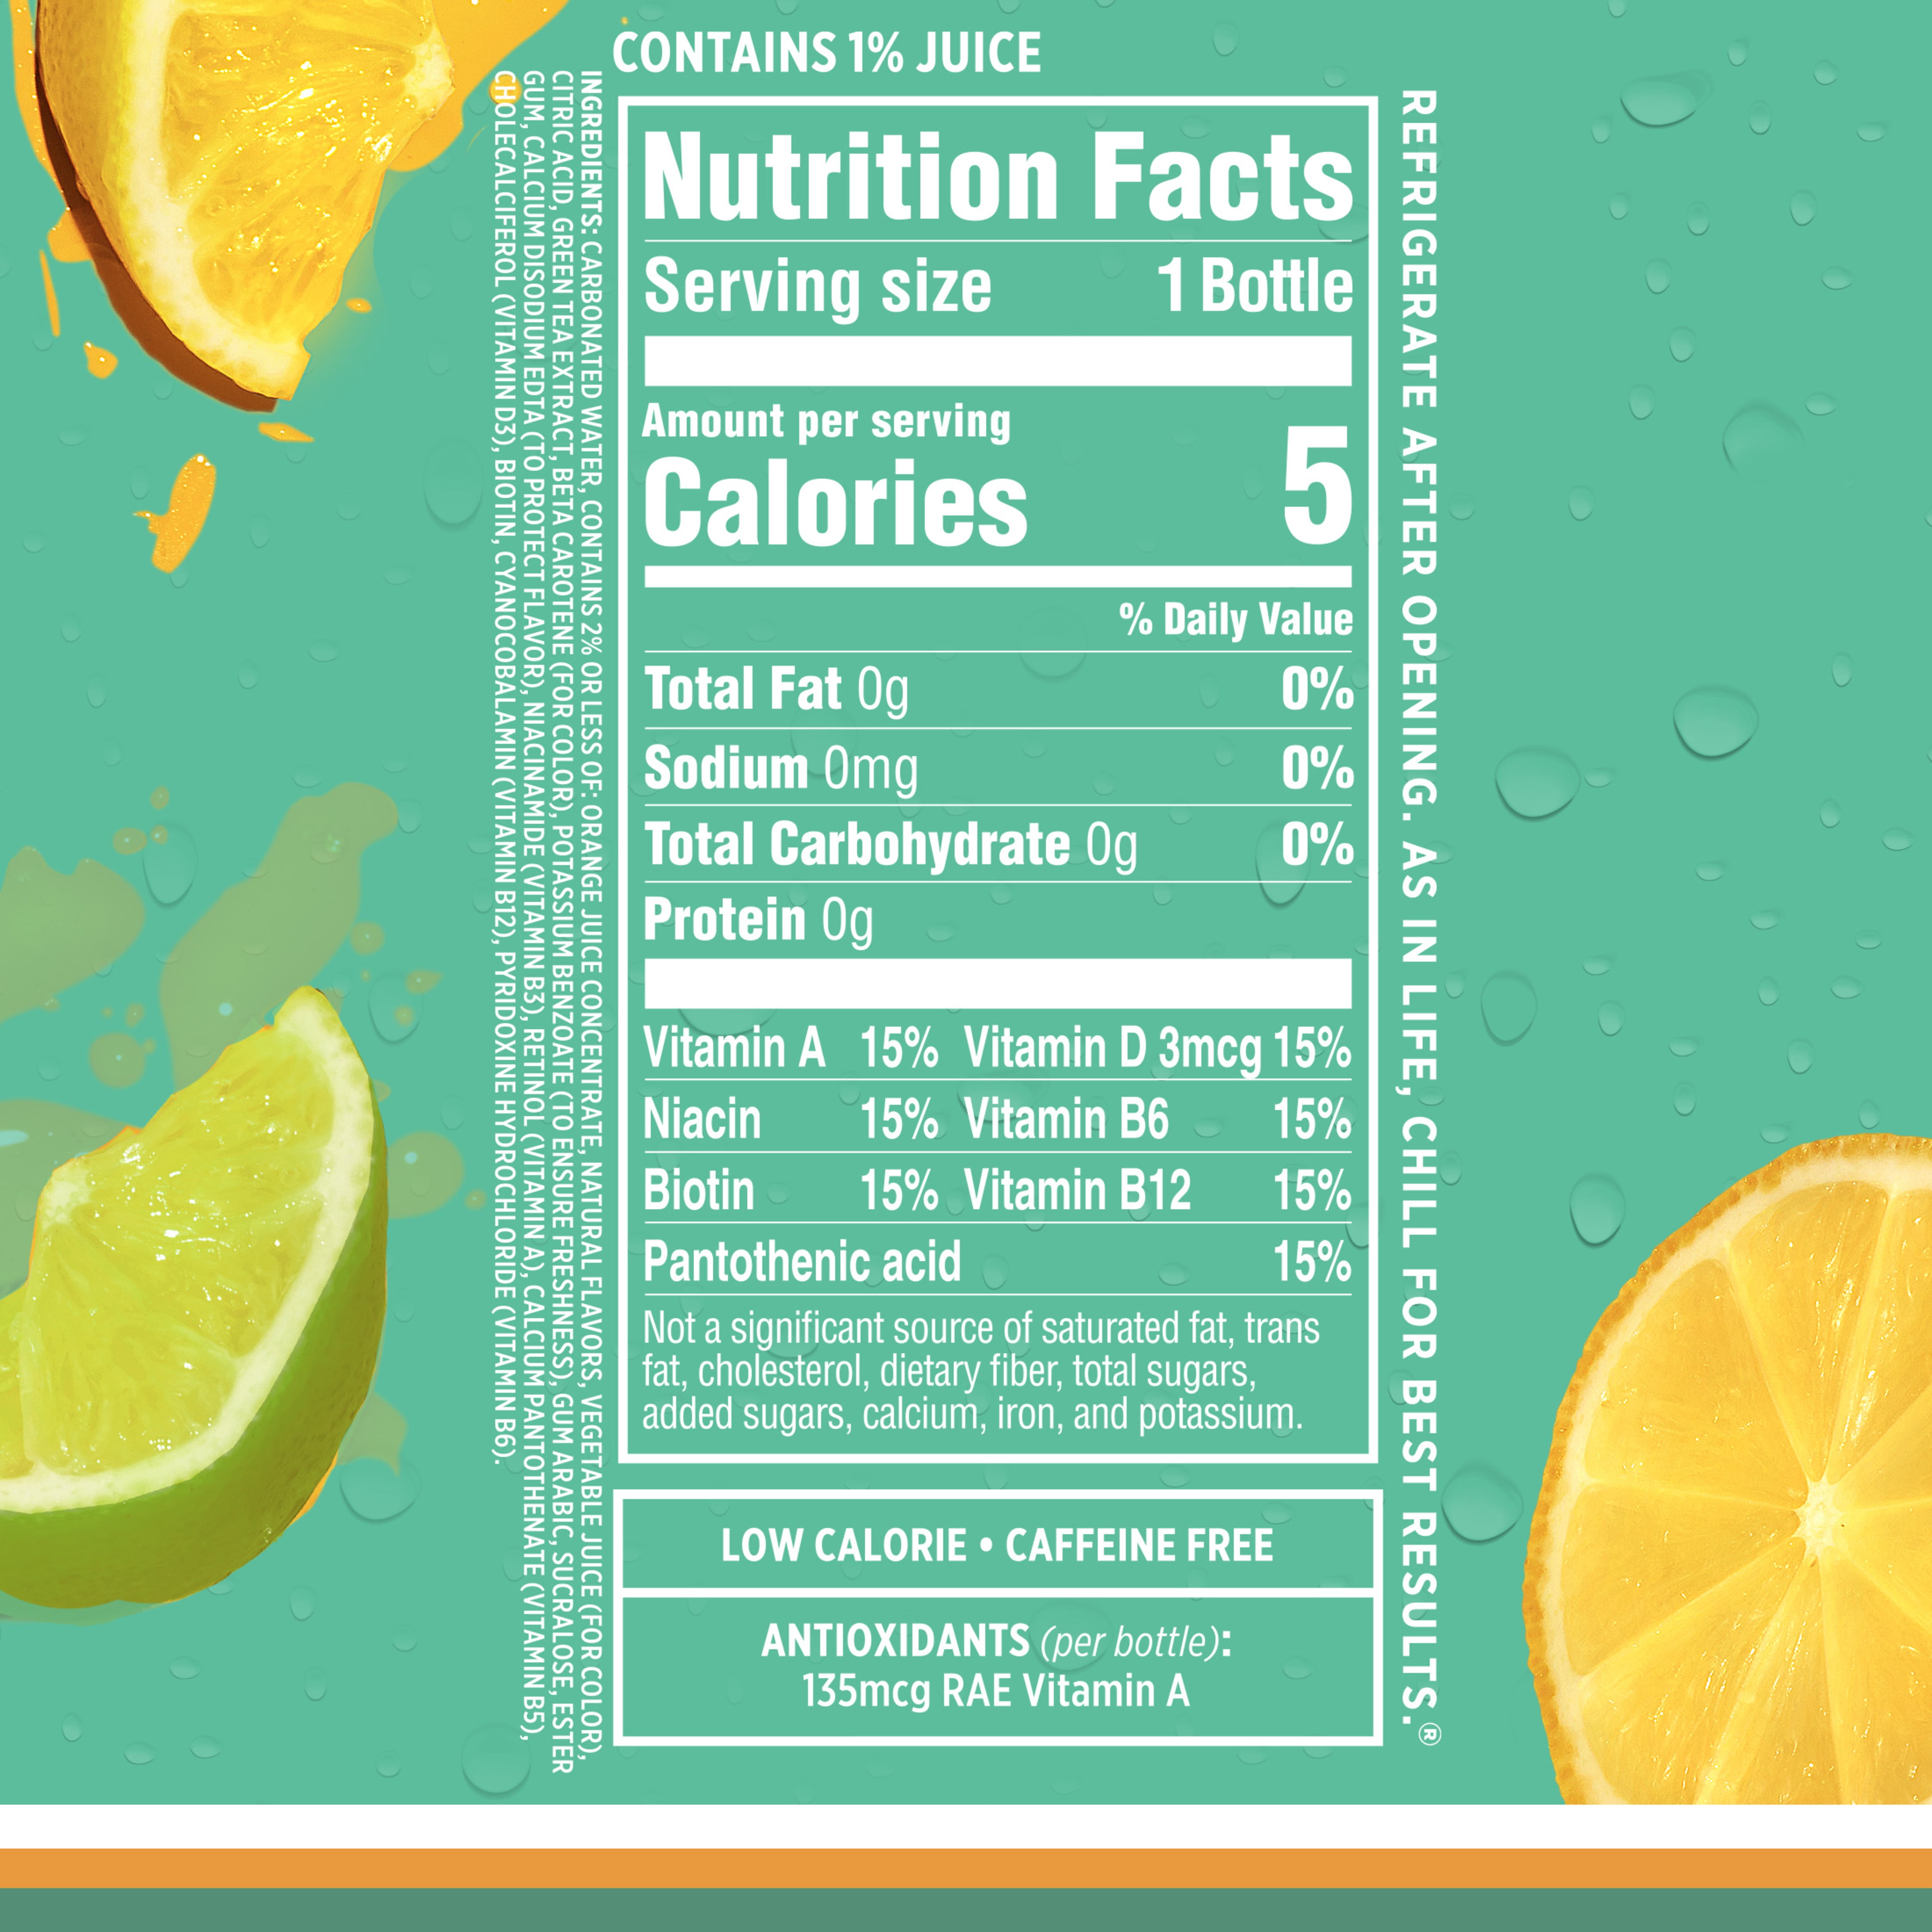 CONTAINS 1% JUICE
Nutrition Facts
Serving size 1 Bottle
Amount per serving
Calories 5
% Daily Value
Total Fat 0g 0%
Sodium 0mg 0%
Total Carbohydrate 0g 0%
Protein 0g
Vitamin A 15% Vitamin D 3mcg 15%
Niacin 15% Vitamin B6 15%
Biotin 15% Vitamin B12 15%
Pantothenic acid 15%
Not a significant source of saturated fat, trans
fat, cholesterol, dietary fiber, total sugars,
added sugars, calcium, iron, and potassium.
LOW CALORIE • CAFFEINE FREE
ANTIOXIDANTS (per bottle):
135mcg RAE Vitamin A
INGREDIENTS: CARBONATED WATER, CONTAINS 2% OR LESS OF: ORANGE JUICE CONCENTRATE, NATURAL FLAVORS, VEGETABLE JUICE (FOR COLOR),
CITRIC ACID, GREEN TEA EXTRACT, BETA CAROTENE (FOR COLOR), POTASSIUM BENZOATE (TO ENSURE FRESHNESS), GUM ARABIC, SUCRALOSE, ESTER
GUM, CALCIUM DISODIUM EDTA (TO PROTECT FLAVOR), NIACINAMIDE (VITAMIN B3), RETINOL (VITAMIN A), CALCIUM PANTOTHENATE (VITAMIN B5),
CHOLECALCIFEROL (VITAMIN D3), BIOTIN, CYANOCOBALAMIN (VITAMIN B12), PYRIDOXINE HYDROCHLORIDE (VITAMIN B6).
REFRIGERATE AFTER OPENING. AS IN LIFE, CHILL FOR BEST RESULTS.®